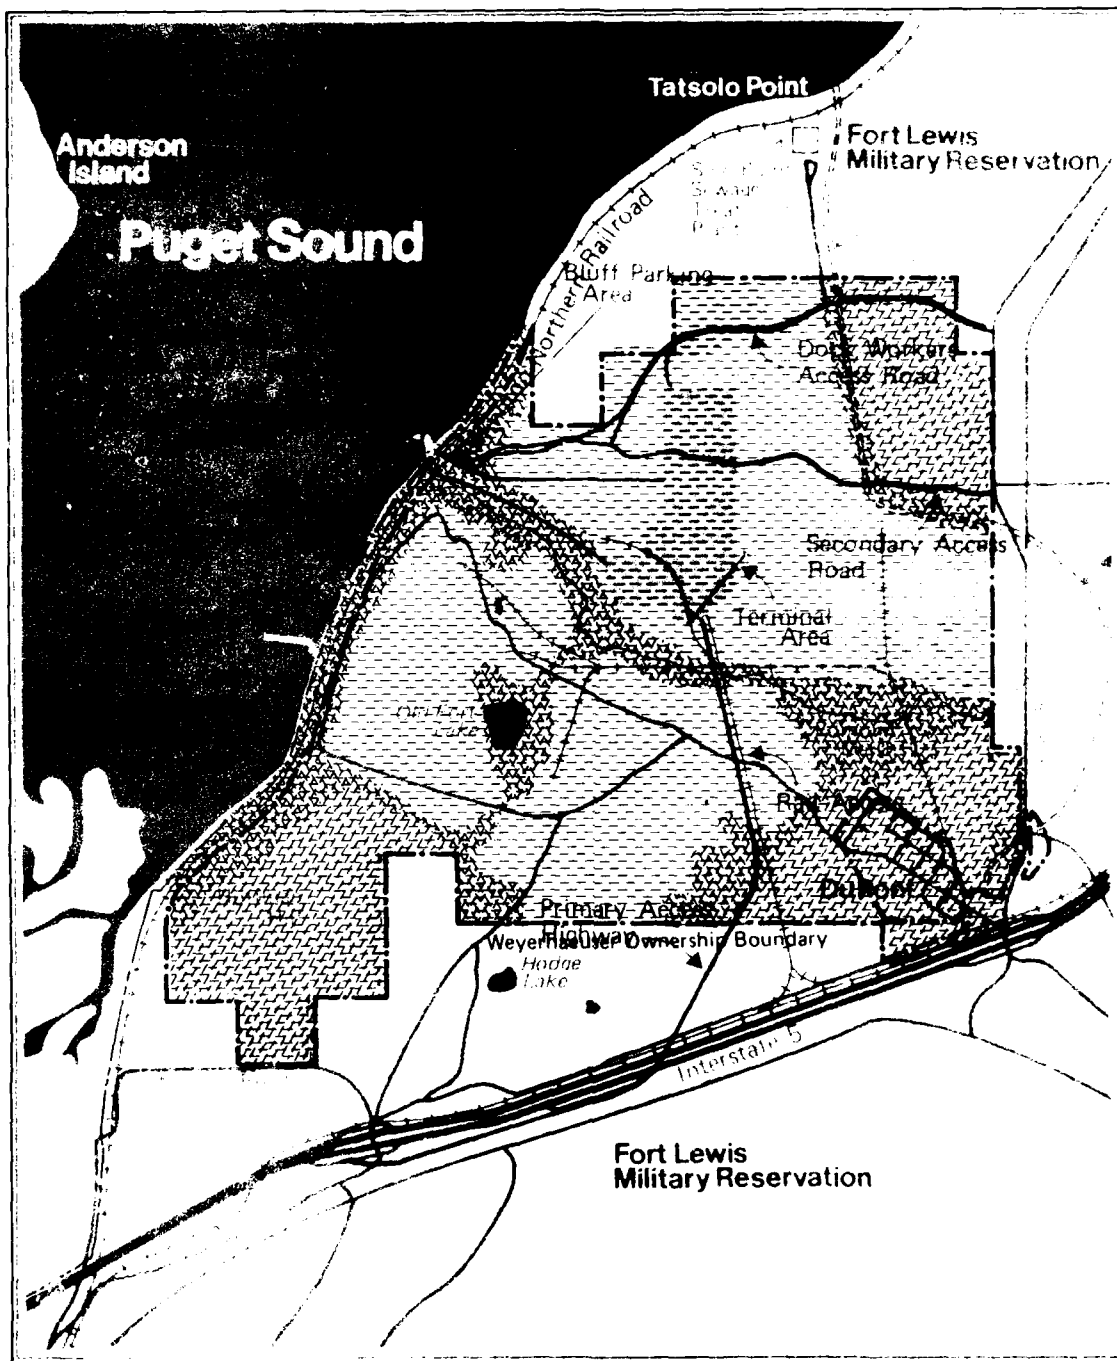 Tatsolo Point
Anderson
Island
Fort Lewis
Military Reservation
Sewage
Puget Sound
Northern Railroad
Bluff Parking
Area
Dock Workers
Access Road
Secondary Access
Road
Terminal
Area
Lake
Rail Access
DuPont
Primary Access
Highway
Weyerhaeuser Ownership Boundary
Hodge
Lake
Interstate 5
Fort Lewis
Military Reservation